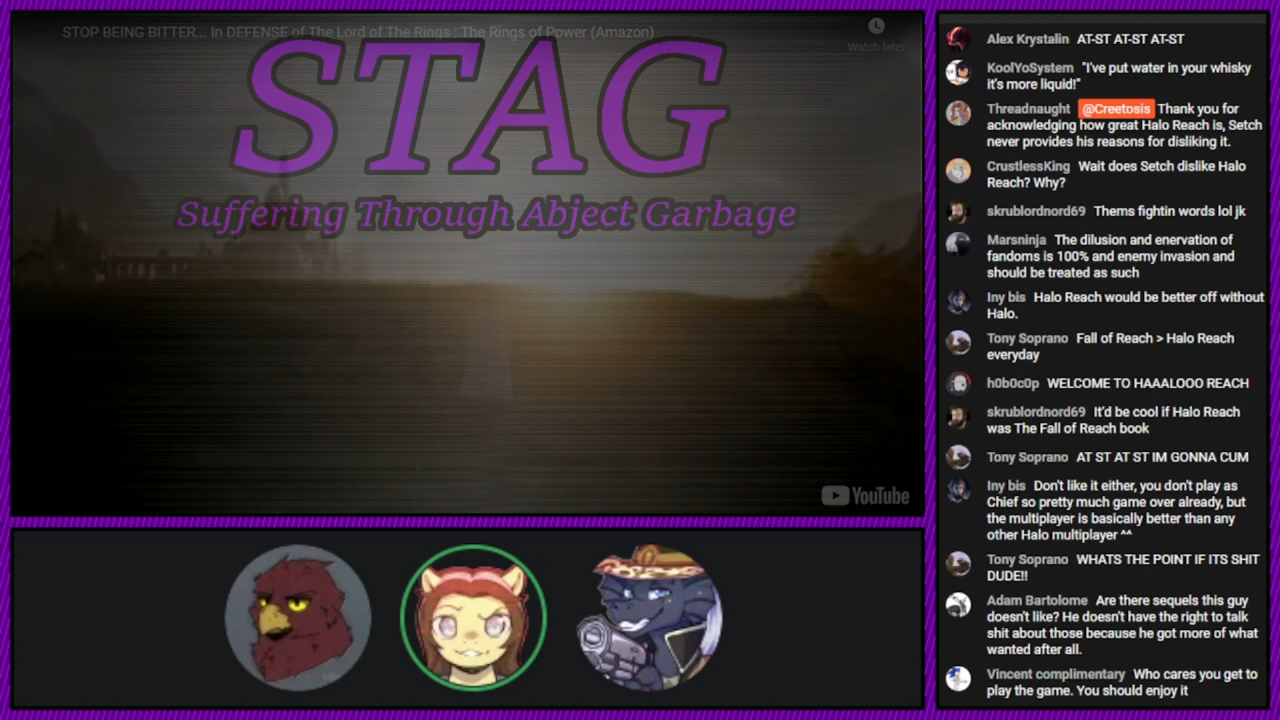 STOP BEING BITTER... In DEFENSE of The Lord of The Rings : The Rings of Power (Amazon)
Watch later
STAG
Suffering Through Abject Garbage
YouTube
Alex Krystalin AT-ST AT-ST AT-ST
KoolYoSystem "I've put water in your whisky
it's more liquid!"
Threadnaught @Creetosis Thank you for
acknowledging how great Halo Reach is, Setch
never provides his reasons for disliking it.
CrustlessKing Wait does Setch dislike Halo
Reach? Why?
skrublordnord69 Thems fightin words lol jk
Marsninja The dilusion and enervation of
fandoms is 100% and enemy invasion and
should be treated as such
Iny bis Halo Reach would be better off without
Halo.
Tony Soprano Fall of Reach > Halo Reach
everyday
h0b0c0p WELCOME TO HAAALOOO REACH
skrublordnord69 It'd be cool if Halo Reach
was The Fall of Reach book
Tony Soprano AT ST AT ST IM GONNA CUM
Iny bis Don't like it either, you don't play as
Chief so pretty much game over already, but
the multiplayer is basically better than any
other Halo multiplayer ^^
Tony Soprano WHATS THE POINT IF ITS SHIT
DUDE!!
Adam Bartolome Are there sequels this guy
doesn't like? He doesn't have the right to talk
shit about those because he got more of what
wanted after all.
Vincent complimentary Who cares you get to
play the game. You should enjoy it